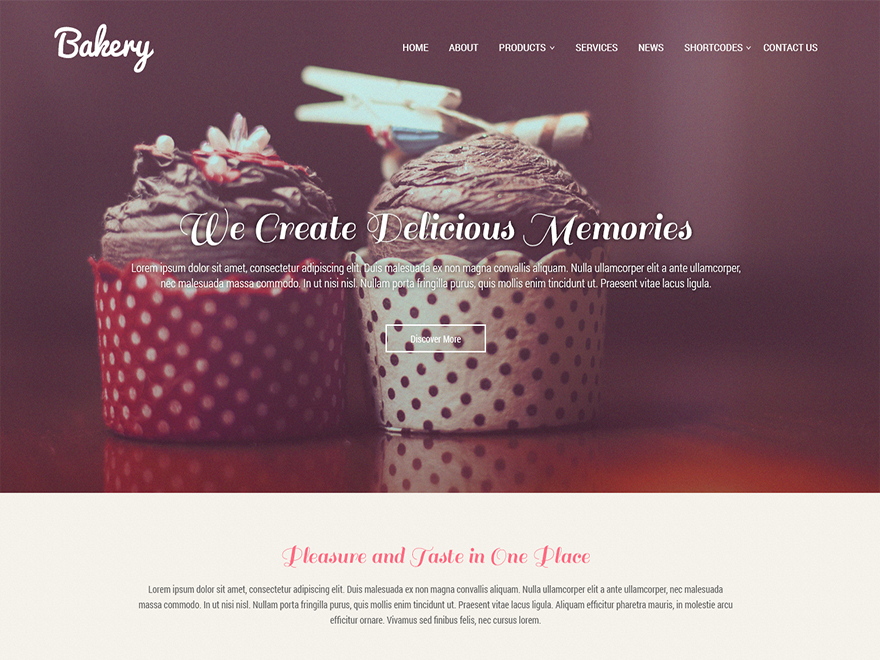 Bakery
HOME ABOUT PRODUCTS SERVICES NEWS SHORTCODES CONTACT US
We Create Delicious Memories
Lorem ipsum dolor sit amet, consectetur adipiscing elit. Duis malesuada ex non magna convallis aliquam. Nulla ullamcorper elit a ante ullamcorper,
nec malesuada massa commodo. In ut nisi nisl. Nullam porta fringilla purus, quis mollis enim tincidunt ut. Praesent vitae lacus ligula.
Discover More
Pleasure and Taste in One Place
Lorem ipsum dolor sit amet, consectetur adipiscing elit. Duis malesuada ex non magna convallis aliquam. Nulla ullamcorper elit a ante ullamcorper, nec malesuada
massa commodo. In ut nisi nisl. Nullam porta fringilla purus, quis mollis enim tincidunt ut. Praesent vitae lacus ligula. Aliquam efficitur pharetra mauris, in molestie arcu
efficitur ornare. Vivamus sed finibus felis, nec cursus lorem.